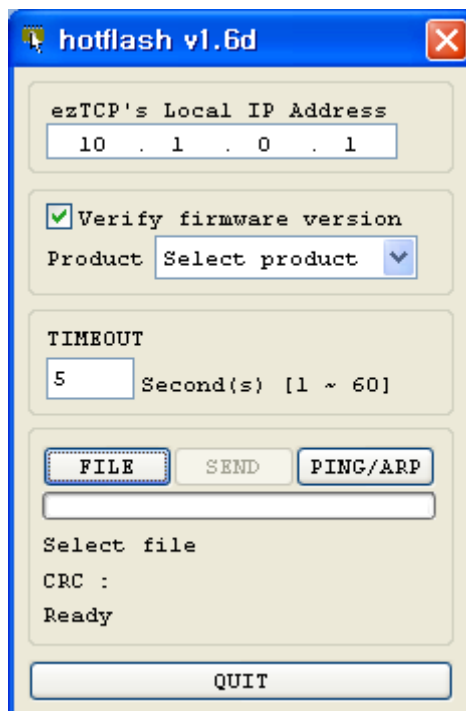 hotflash v1.6d
ezTCP's Local IP Address
10 . 1 . 0 . 1
Verify firmware version
Product Select product
TIMEOUT
5 Second(s) [1 ~ 60]
FILE SEND PING/ARP
Select file
CRC :
Ready
QUIT